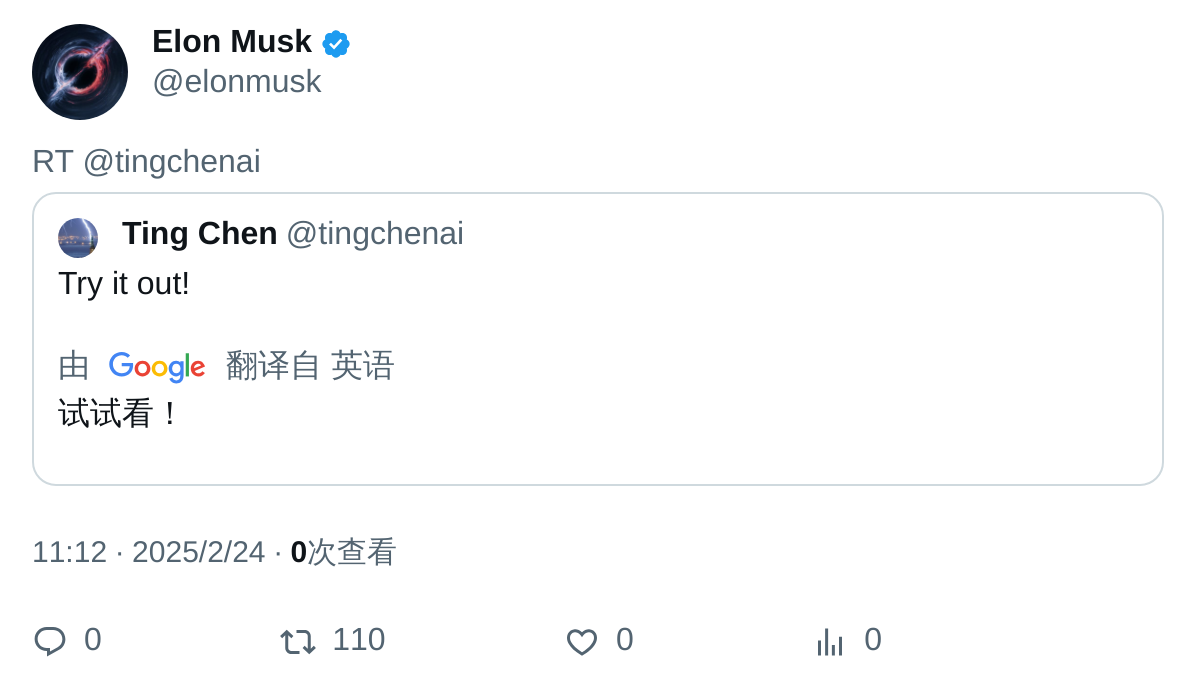 Elon Musk
@elonmusk
RT @tingchenai
Ting Chen @tingchenai
Try it out!
由 Google 翻译自 英语
试试看！
11:12 · 2025/2/24 · 0次查看
0 110 0 0